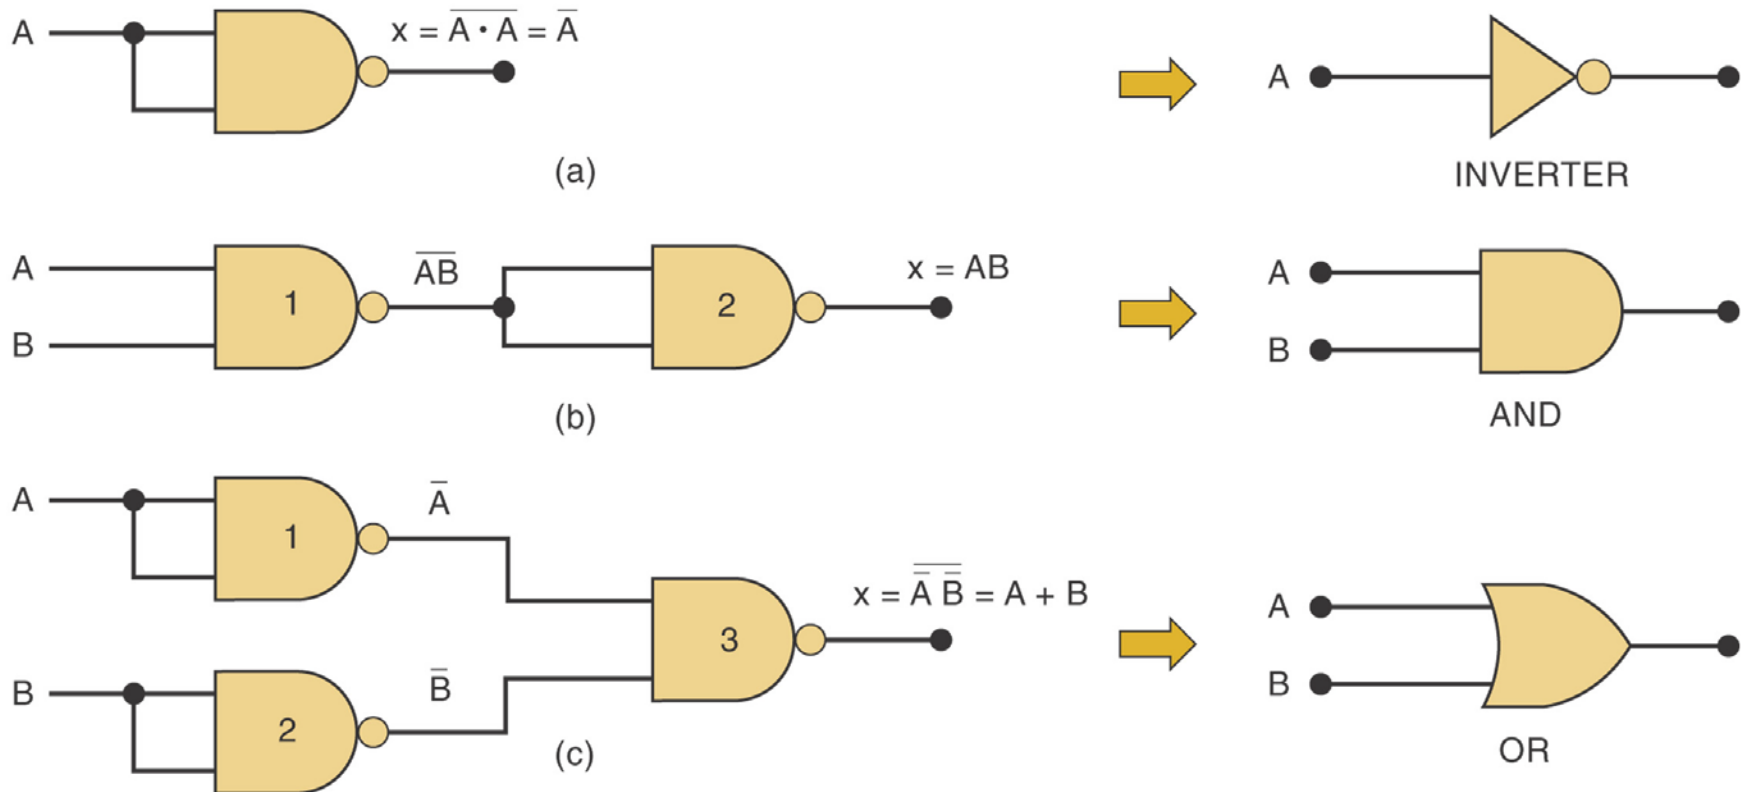 A
x = A̅ ̅•̅ ̅A̅ = A̅
(a)
A
INVERTER
A
B
1
A̅B̅
2
x = AB
(b)
A
B
AND
A
1
A̅
B
2
B̅
3
x = A̿ ̅B̿ = A + B
(c)
A
B
OR